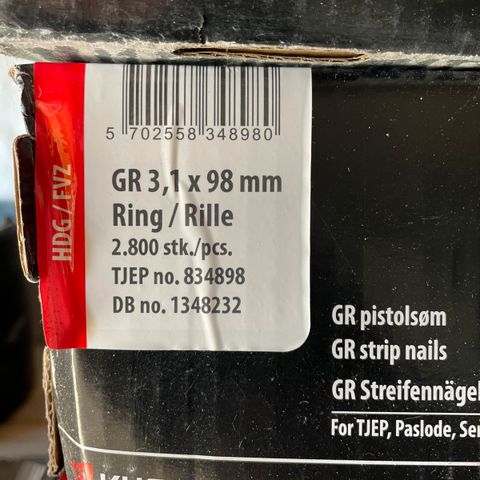 HDG / FVZ
5 702558 348980
GR 3,1 x 98 mm
Ring / Rille
2.800 stk./pcs.
TJEP no. 834898
DB no. 1348232
GR pistolsøm
GR strip nails
GR Streifennägel
For TJEP, Paslode,